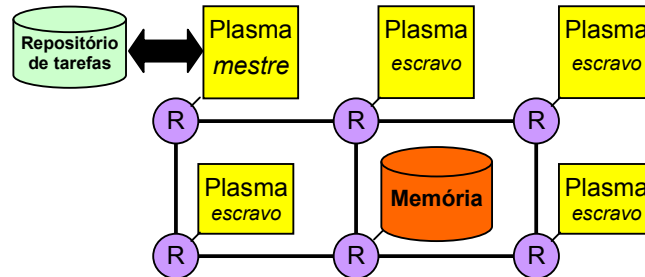 Repositório
de tarefas
Plasma
mestre
Plasma
escravo
Plasma
escravo
R
R
R
Plasma
escravo
Memória
Plasma
escravo
R
R
R